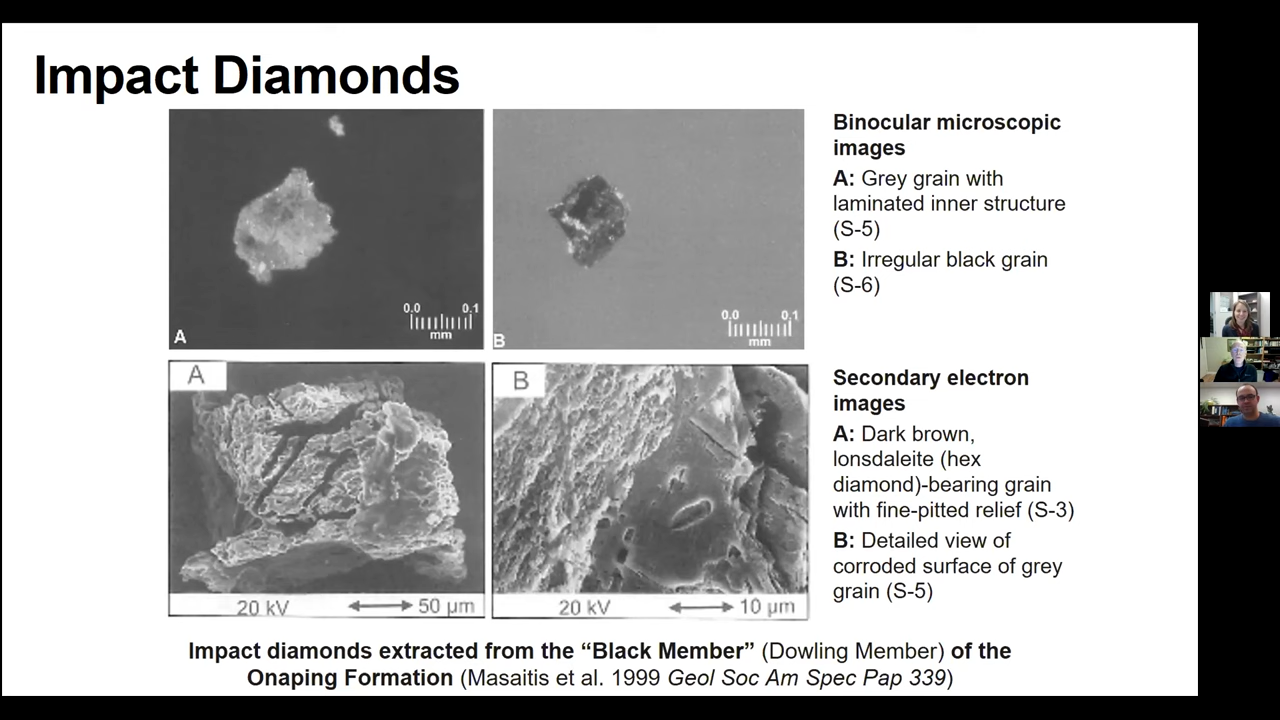 Impact Diamonds
0.0 0.1
mm
A
0.0 0.1
mm
B
Binocular microscopic
images
A: Grey grain with
laminated inner structure
(S-5)
B: Irregular black grain
(S-6)
A
20 kV 50 µm
B
20 kV 10 µm
Secondary electron
images
A: Dark brown,
lonsdaleite (hex
diamond)-bearing grain
with fine-pitted relief (S-3)
B: Detailed view of
corroded surface of grey
grain (S-5)
Impact diamonds extracted from the “Black Member” (Dowling Member) of the
Onaping Formation (Masaitis et al. 1999 Geol Soc Am Spec Pap 339)